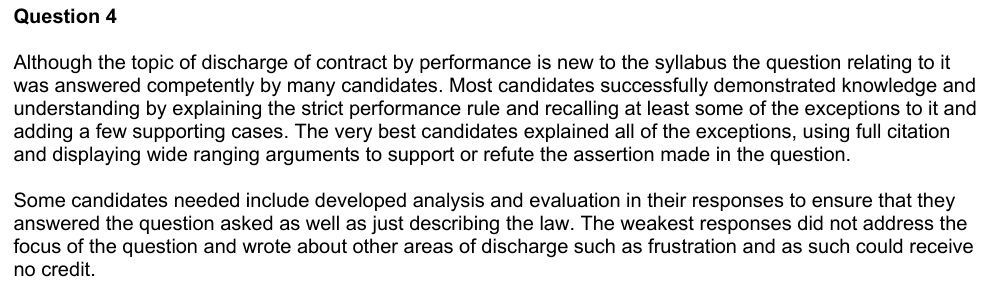 Question 4
Although the topic of discharge of contract by performance is new to the syllabus the question relating to it
was answered competently by many candidates. Most candidates successfully demonstrated knowledge and
understanding by explaining the strict performance rule and recalling at least some of the exceptions to it and
adding a few supporting cases. The very best candidates explained all of the exceptions, using full citation
and displaying wide ranging arguments to support or refute the assertion made in the question.
Some candidates needed include developed analysis and evaluation in their responses to ensure that they
answered the question asked as well as just describing the law. The weakest responses did not address the
focus of the question and wrote about other areas of discharge such as frustration and as such could receive
no credit.